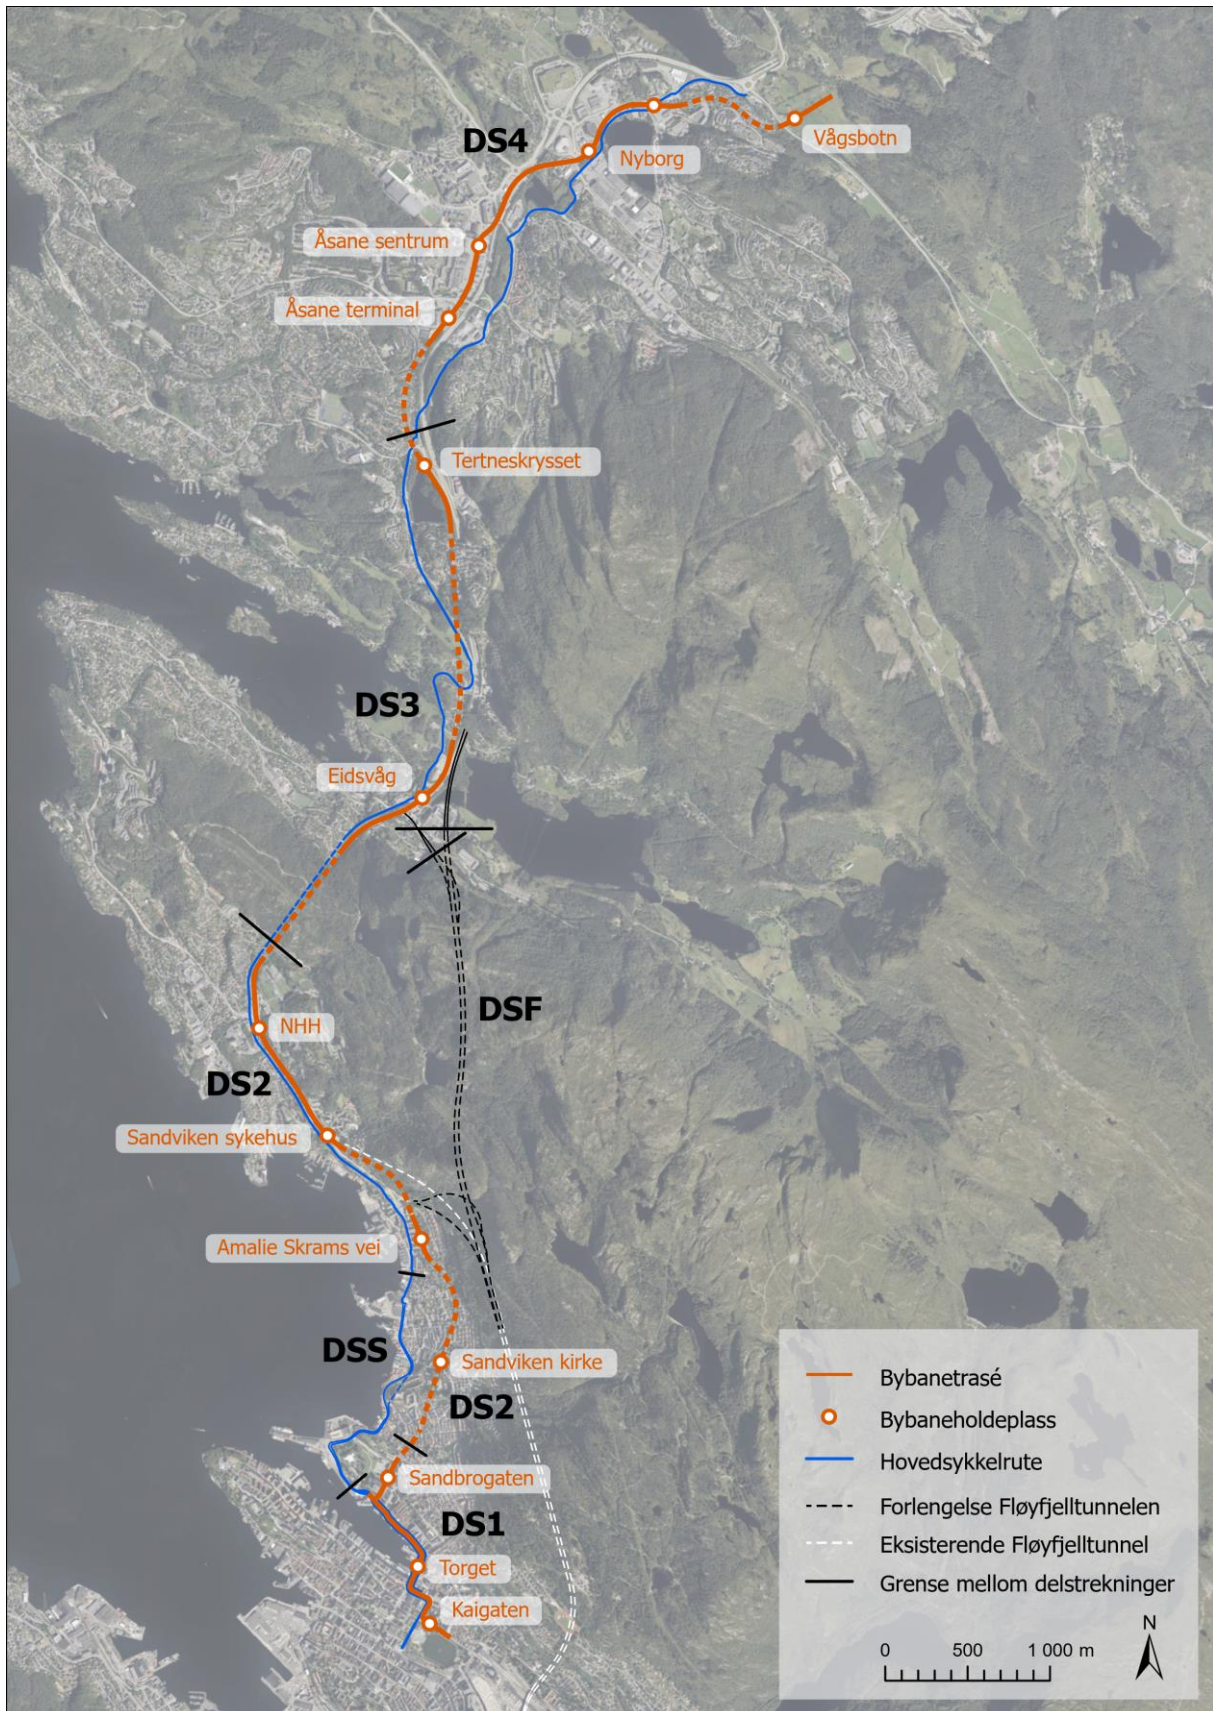 DS4
Vågsbotn
Nyborg
Åsane sentrum
Åsane terminal
Tertneskrysset
DS3
Eidsvåg
DSF
NHH
DS2
Sandviken sykehus
Amalie Skrams vei
DSS
Sandviken kirke
DS2
Sandbrogaten
DS1
Torget
Kaigaten
Bybanetrasé
Bybaneholdeplass
Hovedsykkelrute
Forlengelse Fløyfjelltunnelen
Eksisterende Fløyfjelltunnel
Grense mellom delstrekninger
N
0 500 1 000 m